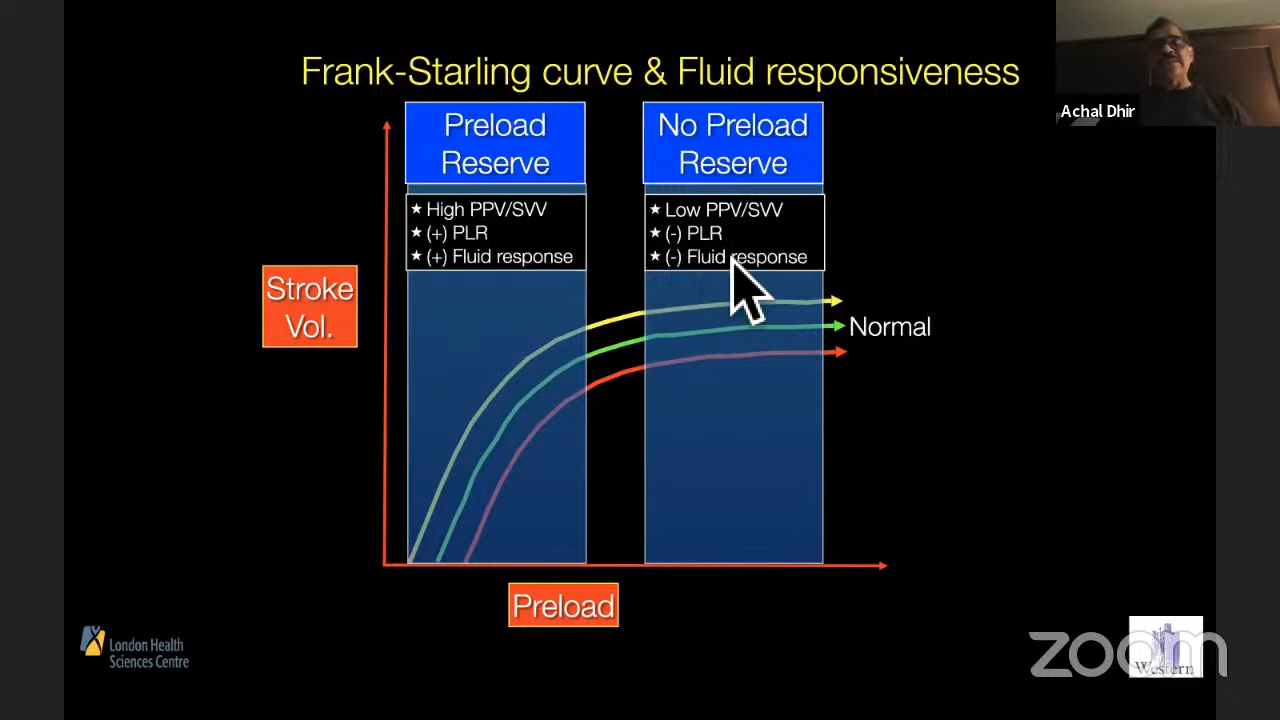 Frank-Starling curve & Fluid responsiveness
Achal Dhir
Preload
Reserve
★ High PPV/SVV
★ (+) PLR
★ (+) Fluid response
No Preload
Reserve
★ Low PPV/SVV
★ (-) PLR
★ (-) Fluid response
Stroke
Vol.
Normal
Preload
London Health
Sciences Centre
zoom
Western